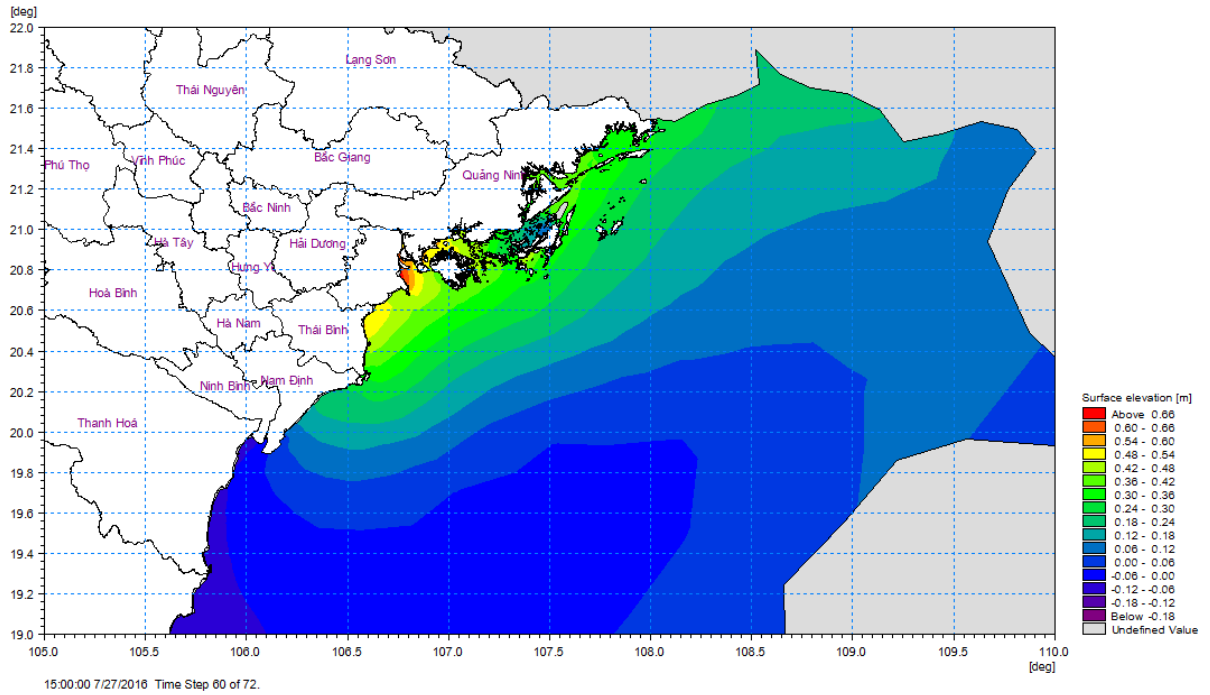 [deg]
22.0
21.8
21.6
21.4
21.2
21.0
20.8
20.6
20.4
20.2
20.0
19.8
19.6
19.4
19.2
19.0
Lạng Sơn
Thái Nguyên
Phú Thọ
Vĩnh Phúc
Bắc Giang
Quảng Ninh
Bắc Ninh
Hà Tây
Hải Dương
Hưng Yê
Hoà Bình
Hà Nam
Thái Bình
Ninh Bình
Nam Định
Thanh Hoá
105.0 105.5 106.0 106.5 107.0 107.5 108.0 108.5 109.0 109.5 110.0
[deg]
15:00:00 7/27/2016 Time Step 60 of 72.
Surface elevation [m]
Above 0.66
0.60 - 0.66
0.54 - 0.60
0.48 - 0.54
0.42 - 0.48
0.36 - 0.42
0.30 - 0.36
0.24 - 0.30
0.18 - 0.24
0.12 - 0.18
0.06 - 0.12
0.00 - 0.06
-0.06 - 0.00
-0.12 - -0.06
-0.18 - -0.12
Below -0.18
Undefined Value